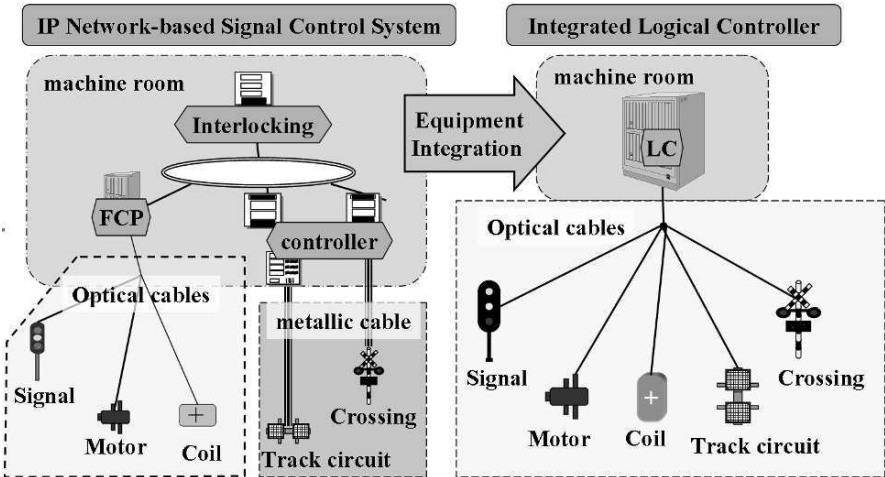 IP Network-based Signal Control System
Integrated Logical Controller
machine room
Interlocking
FCP
controller
Optical cables
metallic cable
Signal
Motor
Coil
Track circuit
Crossing
Equipment
Integration
machine room
LC
Optical cables
Signal
Motor
Coil
Track circuit
Crossing